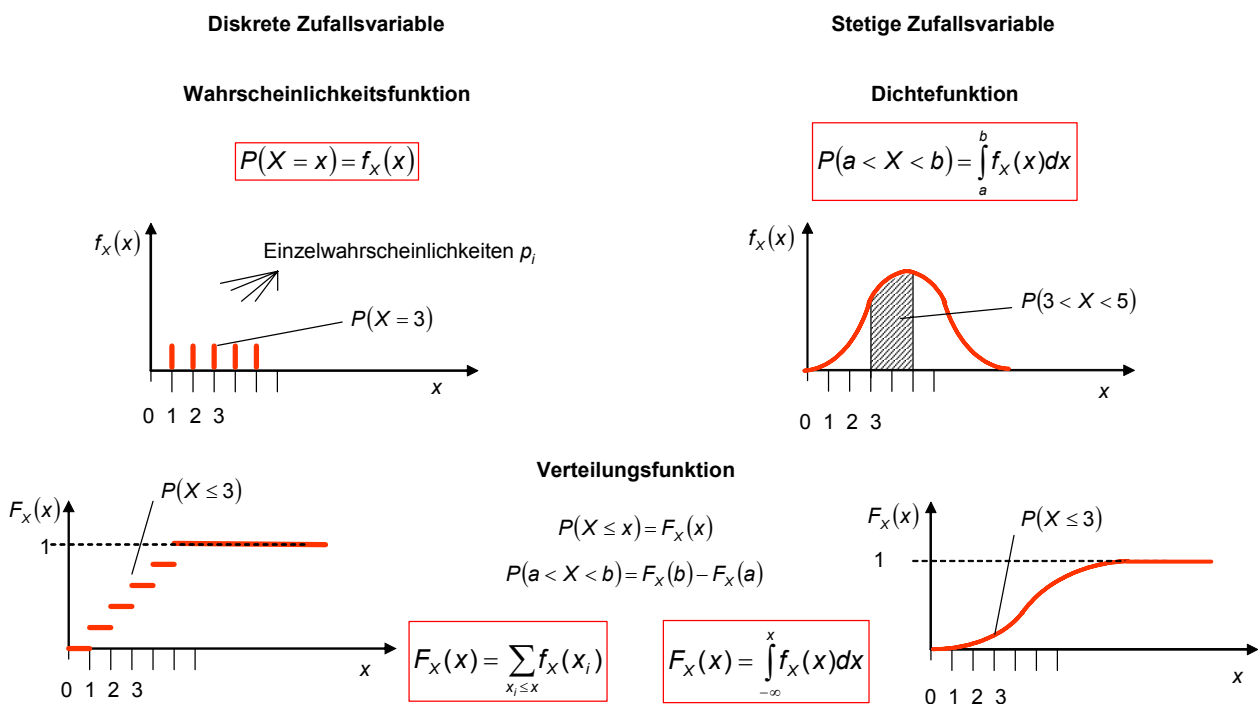 Diskrete Zufallsvariable
Stetige Zufallsvariable
Wahrscheinlichkeitsfunktion
Dichtefunktion
P(X = x) = f_X(x)
P(a < X < b) = ∫_a^b f_X(x)dx
f_X(x)
Einzelwahrscheinlichkeiten p_i
P(X = 3)
x
0 1 2 3
f_X(x)
P(3 < X < 5)
x
0 1 2 3
Verteilungsfunktion
F_X(x)
P(X ≤ 3)
1
x
0 1 2 3
P(X ≤ x) = F_X(x)
P(a < X < b) = F_X(b) − F_X(a)
F_X(x) = ∑_{x_i ≤ x} f_X(x_i)
F_X(x) = ∫_{−∞}^x f_X(x)dx
F_X(x)
P(X ≤ 3)
1
x
0 1 2 3